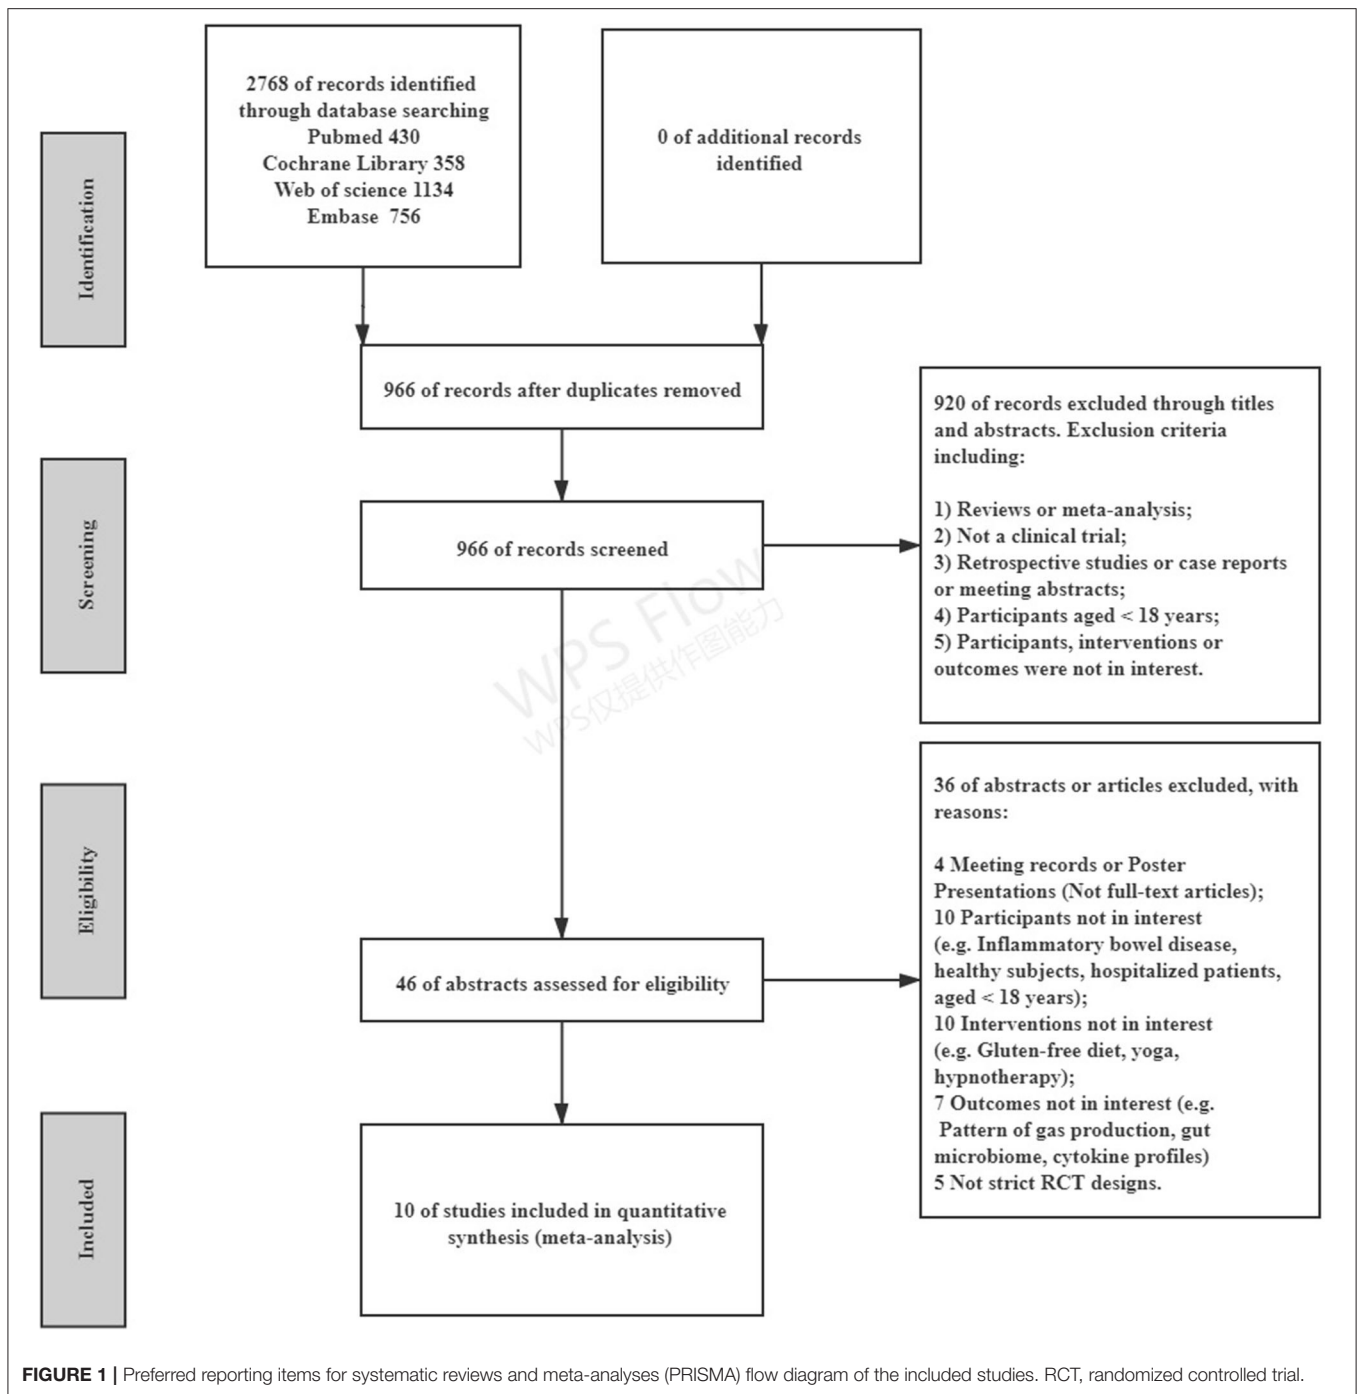 2768 of records identified
through database searching
Pubmed 430
Cochrane Library 358
Web of science 1134
Embase  756
0 of additional records
identified
Identification
966 of records after duplicates removed
920 of records excluded through titles
and abstracts. Exclusion criteria
including:
1) Reviews or meta-analysis;
2) Not a clinical trial;
3) Retrospective studies or case reports
or meeting abstracts;
4) Participants aged < 18 years;
5) Participants, interventions or
outcomes were not in interest.
Screening
966 of records screened
WPS Flow
WPS仅提供作图能力
36 of abstracts or articles excluded, with
reasons:
4 Meeting records or Poster
Presentations (Not full-text articles);
10 Participants not in interest
(e.g. Inflammatory bowel disease,
healthy subjects, hospitalized patients,
aged < 18 years);
10 Interventions not in interest
(e.g. Gluten-free diet, yoga,
hypnotherapy);
7 Outcomes not in interest (e.g.
Pattern of gas production, gut
microbiome, cytokine profiles)
5 Not strict RCT designs.
Eligibility
46 of abstracts assessed for eligibility
Included
10 of studies included in quantitative
synthesis (meta-analysis)
FIGURE 1 | Preferred reporting items for systematic reviews and meta-analyses (PRISMA) flow diagram of the included studies. RCT, randomized controlled trial.